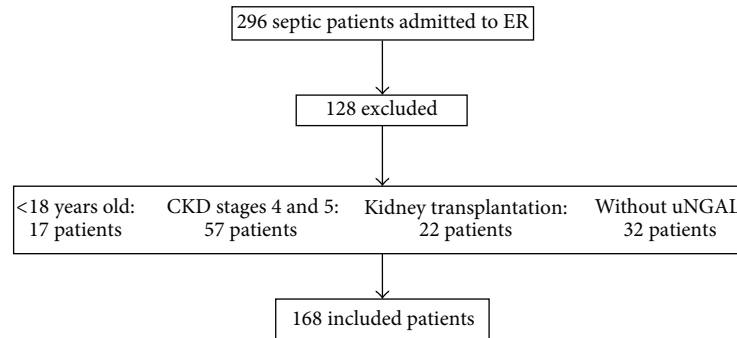 296 septic patients admitted to ER
128 excluded
<18 years old: CKD stages 4 and 5: Kidney transplantation: Without uNGAL
17 patients 57 patients 22 patients 32 patients
168 included patients